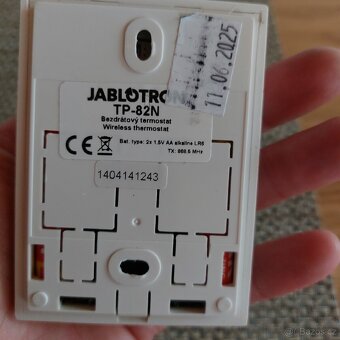 11.06.2025
JABLOTRON
TP-82N
Bezdrátový termostat
Wireless thermostat
CE
Bat. type: 2x 1.5V AA alkaline LR6
TX: 868.5 MHz
1404141243